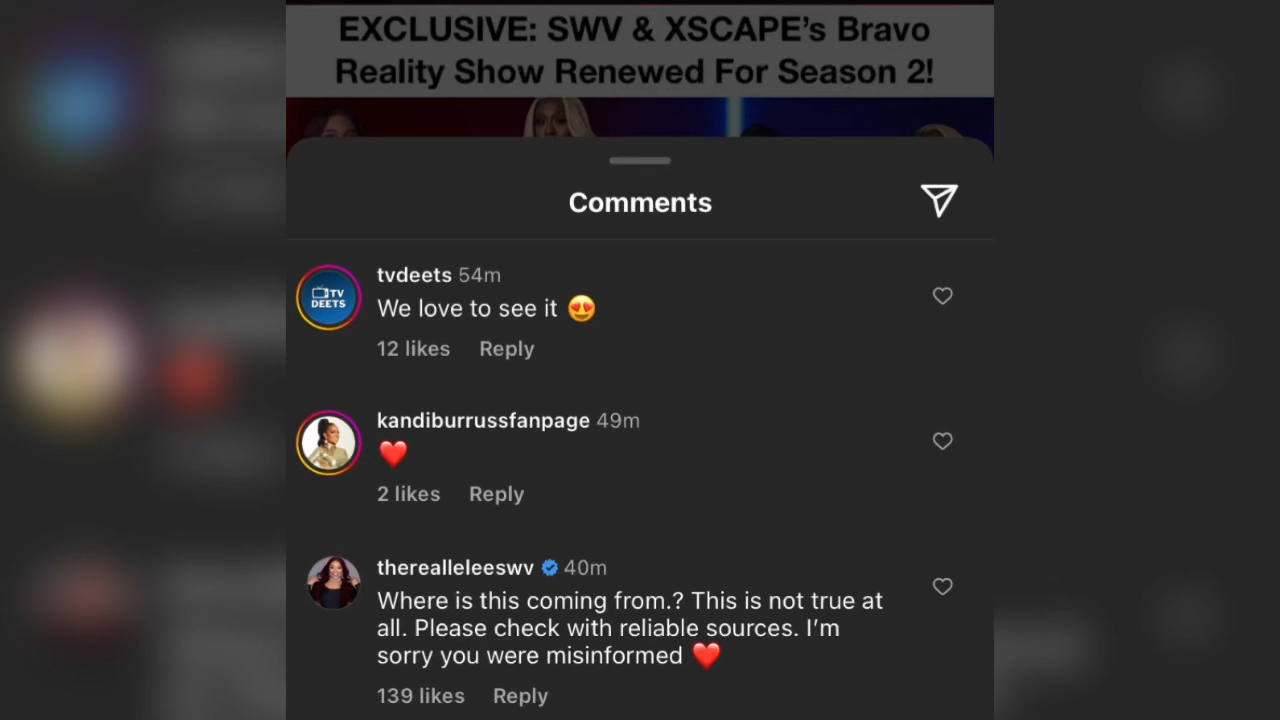 EXCLUSIVE: SWV & XSCAPE’s Bravo
Reality Show Renewed For Season 2!
Comments
TV
DEETS
tvdeets 54m
We love to see it 😍
12 likes Reply
kandiburrussfanpage 49m
❤️
2 likes Reply
therealleleeswv 40m
Where is this coming from.? This is not true at
all. Please check with reliable sources. I’m
sorry you were misinformed ❤️
139 likes Reply